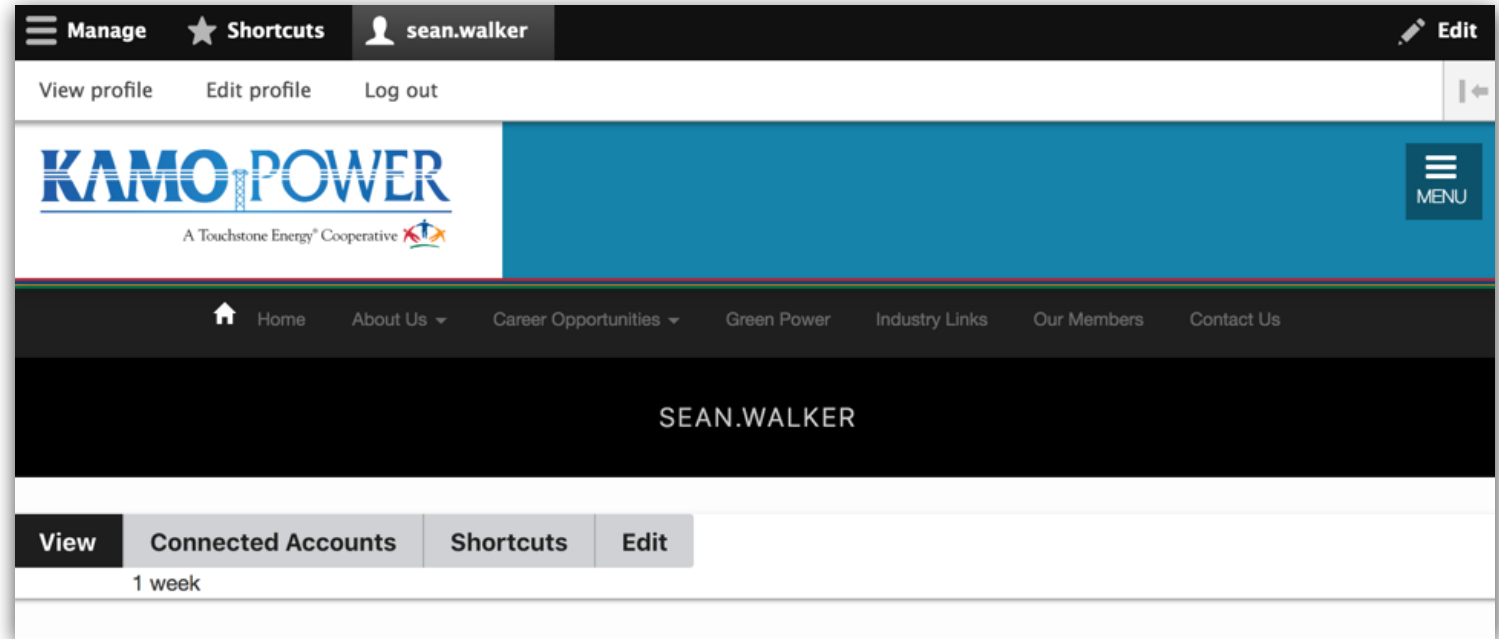 Manage Shortcuts sean.walker Edit
View profile Edit profile Log out
KAMO POWER
A Touchstone Energy® Cooperative
MENU
Home About Us Career Opportunities Green Power Industry Links Our Members Contact Us
SEAN.WALKER
View Connected Accounts Shortcuts Edit
1 week